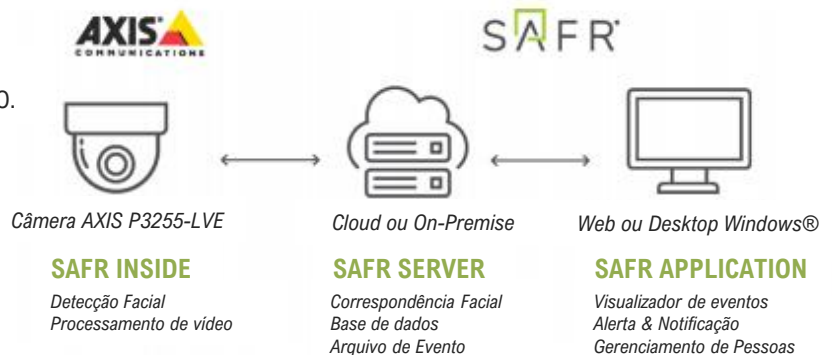 AXIS
COMMUNICATIONS
SAFR
0.
Câmera AXIS P3255-LVE
Cloud ou On-Premise
Web ou Desktop Windows®
SAFR INSIDE
SAFR SERVER
SAFR APPLICATION
Detecção Facial
Processamento de vídeo
Correspondência Facial
Base de dados
Arquivo de Evento
Visualizador de eventos
Alerta & Notificação
Gerenciamento de Pessoas